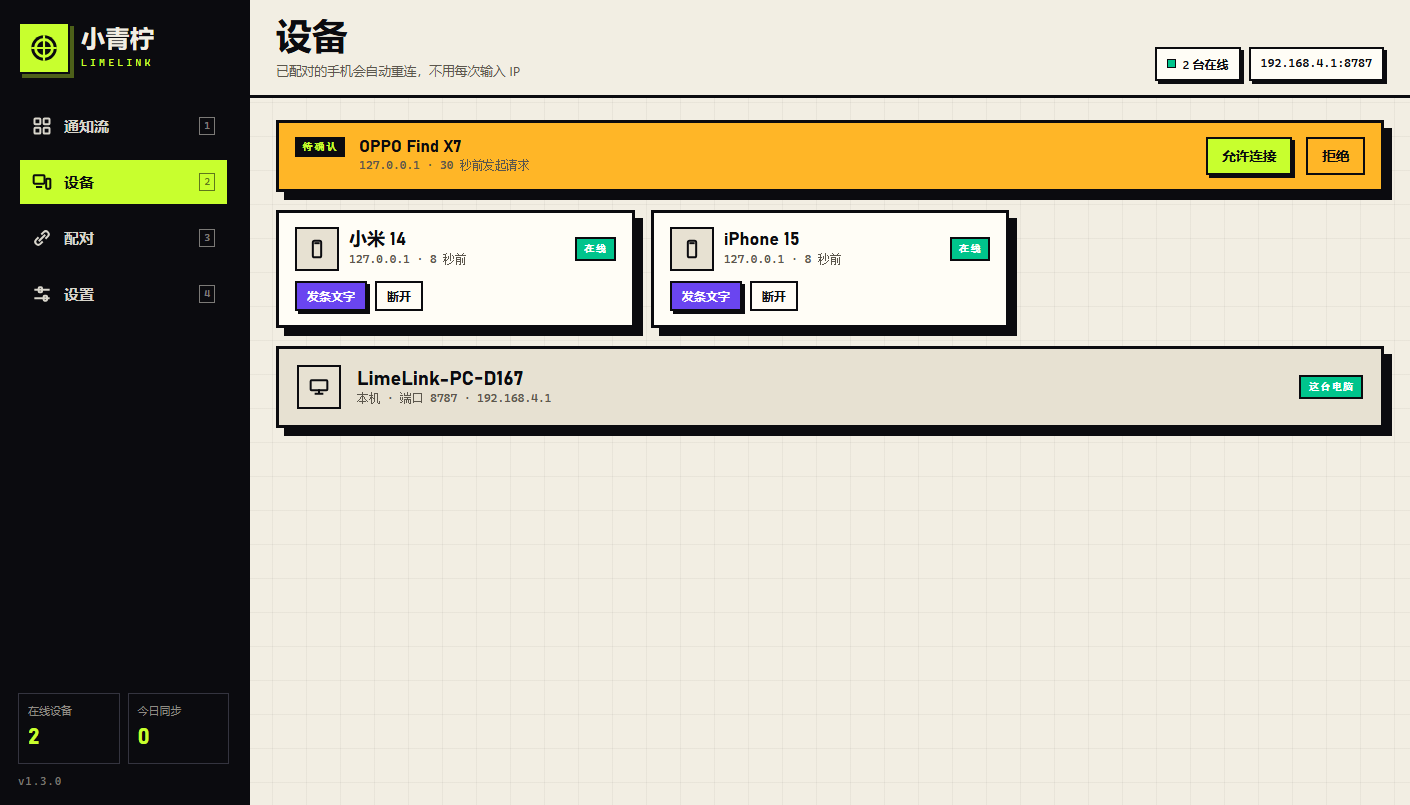 小青柠
LIMELINK
通知流 1
设备 2
配对 3
设置 4
在线设备
2
今日同步
0
v1.3.0
设备
已配对的手机会自动重连，不用每次输入 IP
2 台在线
192.168.4.1:8787
待确认
OPPO Find X7
127.0.0.1 · 30 秒前发起请求
允许连接
拒绝
小米 14
127.0.0.1 · 8 秒前
在线
发条文字
断开
iPhone 15
127.0.0.1 · 8 秒前
在线
发条文字
断开
LimeLink-PC-D167
本机 · 端口 8787 · 192.168.4.1
这台电脑